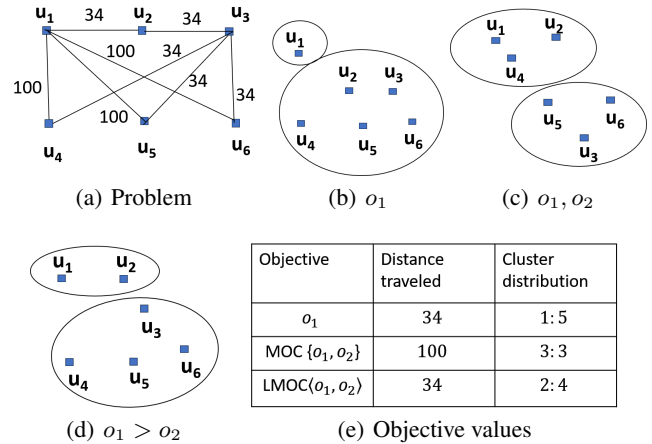 u1 34 u2 34 u3
100 34
100 34 34
100
u4 u5 u6
(a) Problem
u1
u2 u3
u4 u5 u6
(b) o1
u1 u2
u4
u5 u6
u3
(c) o1, o2
u1 u2
u3
u4 u5 u6
(d) o1 > o2
Objective Distance traveled Cluster distribution
o1 34 1: 5
MOC {o1, o2} 100 3: 3
LMOC⟨o1, o2⟩ 34 2: 4
(e) Objective values